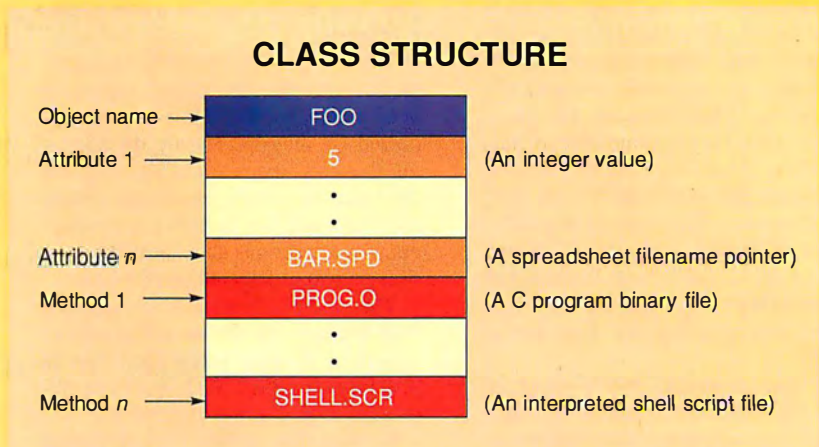 CLASS STRUCTURE
Object name FOO
Attribute 1 5 (An integer value)
Attribute n BAR.SPD (A spreadsheet filename pointer)
Method 1 PROG.O (A C program binary file)
Method n SHELL.SCR (An interpreted shell script file)